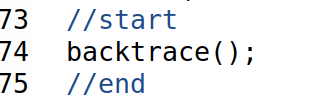 73 //start
74 backtrace();
75 //end